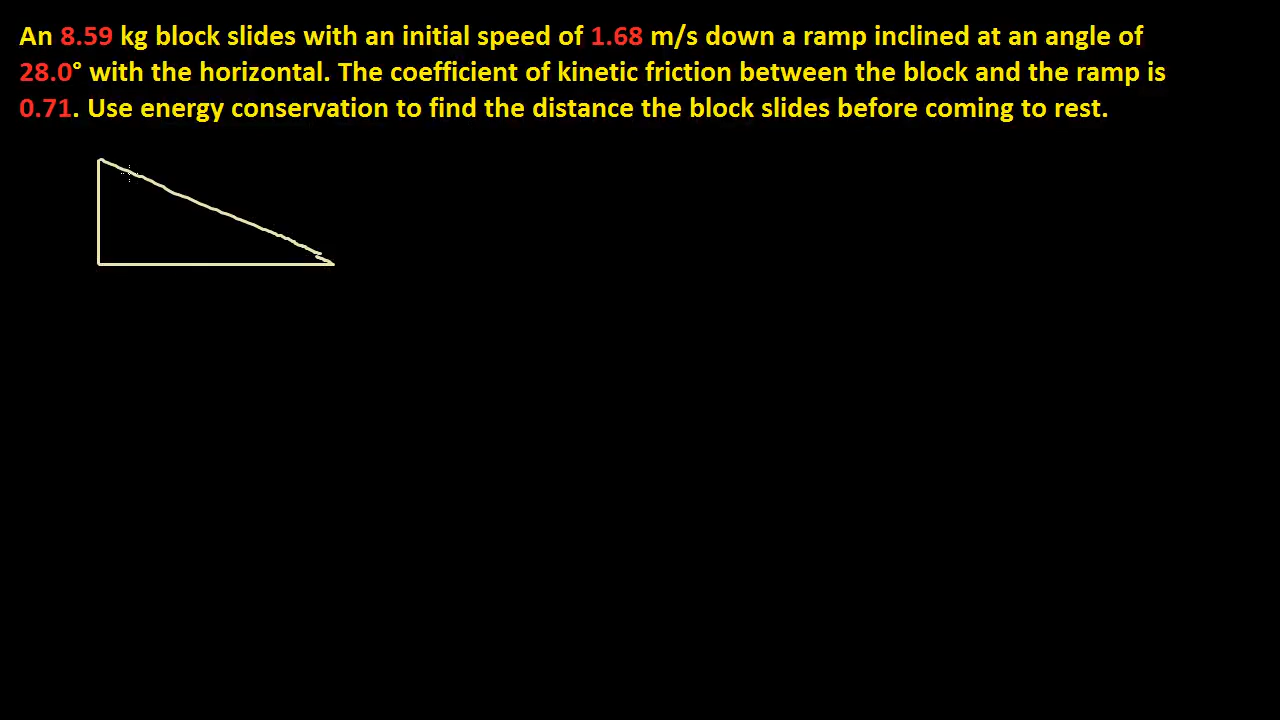 An 8.59 kg block slides with an initial speed of 1.68 m/s down a ramp inclined at an angle of
28.0° with the horizontal. The coefficient of kinetic friction between the block and the ramp is
0.71. Use energy conservation to find the distance the block slides before coming to rest.